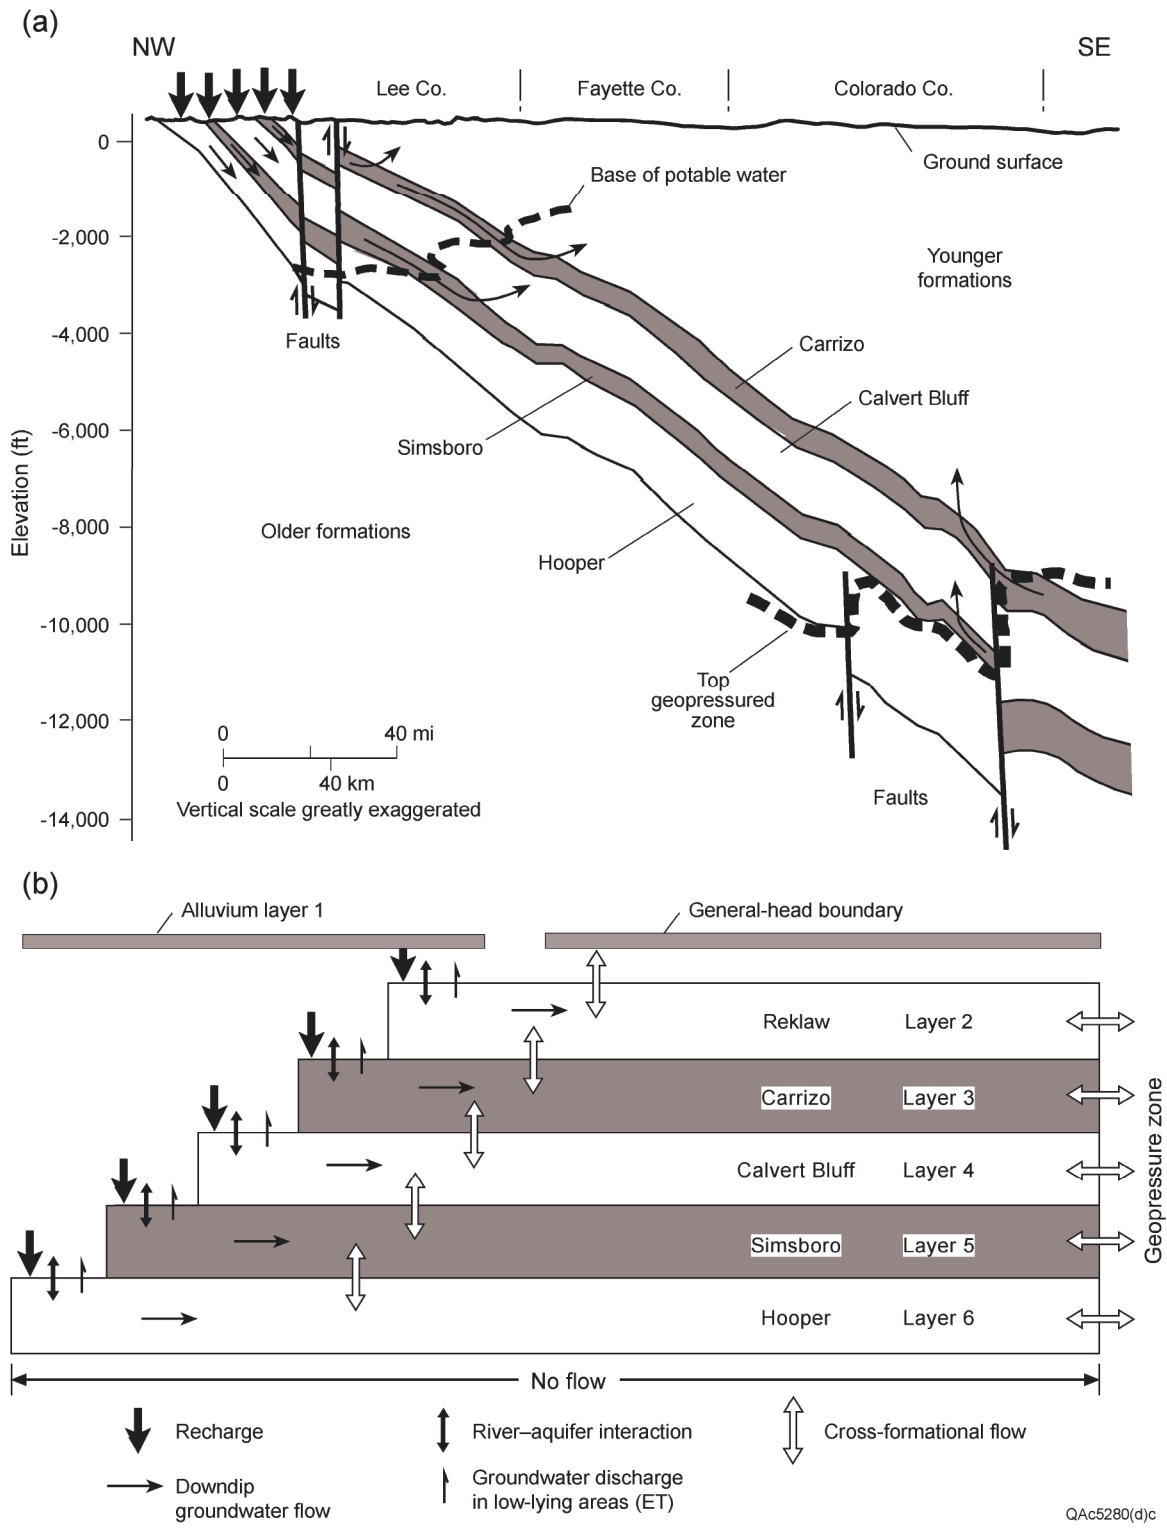 (a)
NW
SE
Lee Co.
Fayette Co.
Colorado Co.
Ground surface
Base of potable water
Younger
formations
Elevation (ft)
0
-2,000
-4,000
-6,000
-8,000
-10,000
-12,000
-14,000
Faults
Carrizo
Calvert Bluff
Simsboro
Older formations
Hooper
Top
geopressured
zone
Faults
0
40 mi
0
40 km
Vertical scale greatly exaggerated
(b)
Alluvium layer 1
General-head boundary
Reklaw Layer 2
Carrizo Layer 3
Calvert Bluff Layer 4
Simsboro Layer 5
Hooper Layer 6
Geopressure zone
No flow
Recharge
River–aquifer interaction
Cross-formational flow
Downdip
groundwater flow
Groundwater discharge
in low-lying areas (ET)
QAc5280(d)c